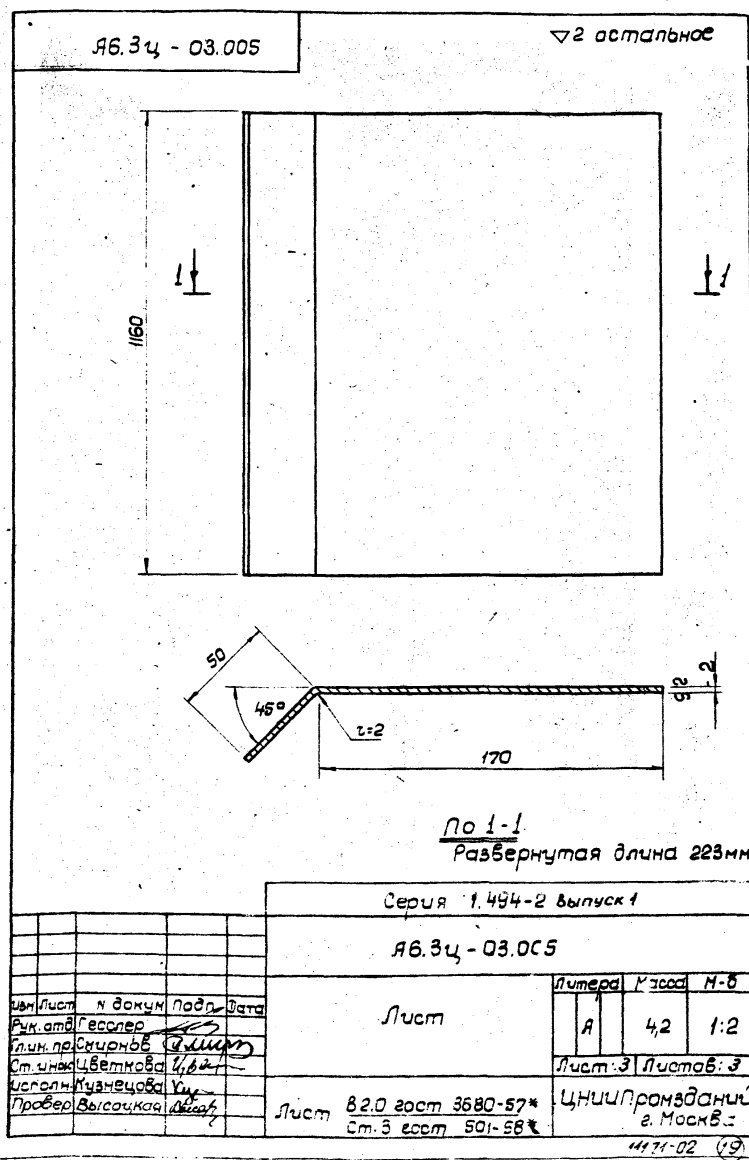 Я6.3ц - 03.005
▽2 остальное
1
1
1160
50
45°
r=2
170
2
По 1-1
Развернутая длина 223мм
Серия 1.494-2 выпуск 1
Я6.3ц - 03.005
Лист
Литера Масса М-б
Я 4,2 1:2
Лист:3 Листов:3
Изм Лист N докум Подп Дата
Рук.отд Гесслер
Гл.ин.пр. Смирнов
Ст.инж Цветкова
Исполн. Кузнецова
Провер Высоцкая
Лист В2.0 гост 3680-57*
Ст.3 гост 501-58*
ЦНИИПромзданий
г. Москва
11171-02 19